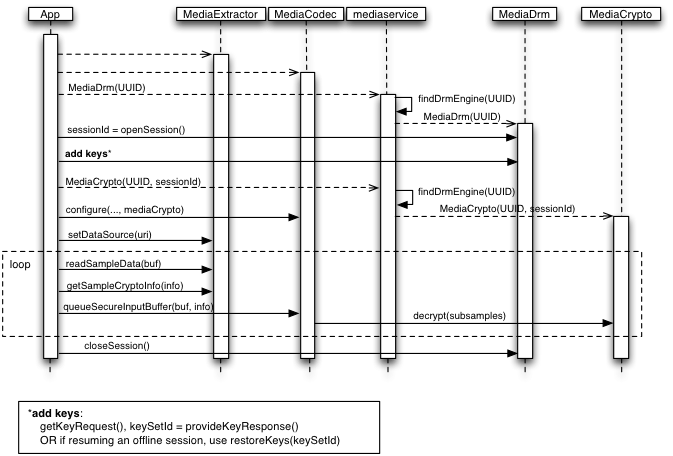 App MediaExtractor MediaCodec mediaservice MediaDrm MediaCrypto
MediaDrm(UUID)
findDrmEngine(UUID)
MediaDrm(UUID)
sessionId = openSession()
add keys*
MediaCrypto(UUID, sessionId)
findDrmEngine(UUID)
MediaCrypto(UUID, sessionId)
configure(..., mediaCrypto)
setDataSource(uri)
loop
readSampleData(buf)
getSampleCryptoInfo(info)
queueSecureInputBuffer(buf, info)
decrypt(subsamples)
closeSession()
*add keys:
getKeyRequest(), keySetId = provideKeyResponse()
OR if resuming an offline session, use restoreKeys(keySetId)